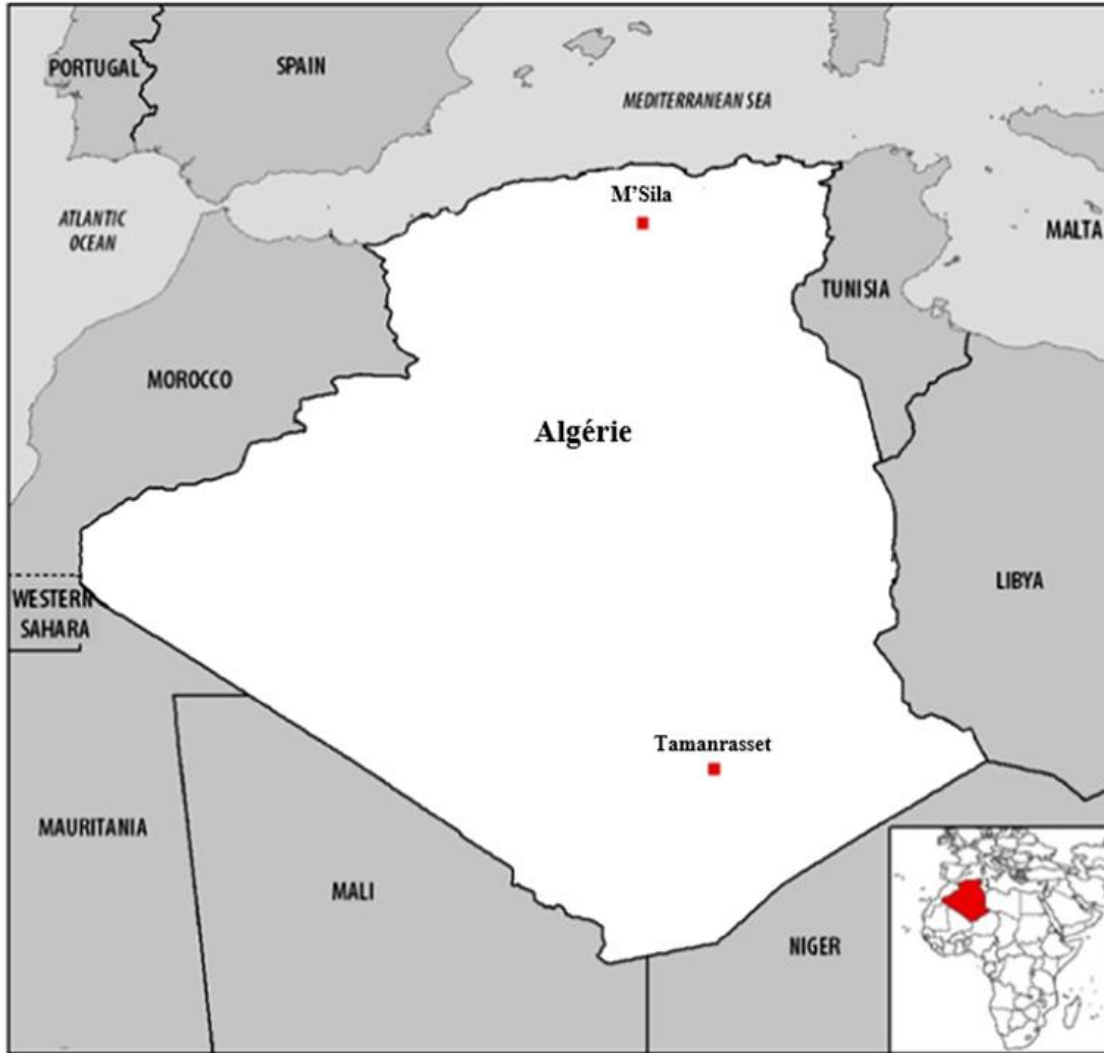 PORTUGAL
SPAIN
MEDITERRANEAN SEA
M’Sila
ATLANTIC
OCEAN
MALTA
TUNISIA
MOROCCO
Algérie
LIBYA
WESTERN
SAHARA
Tamanrasset
MAURITANIA
MALI
NIGER